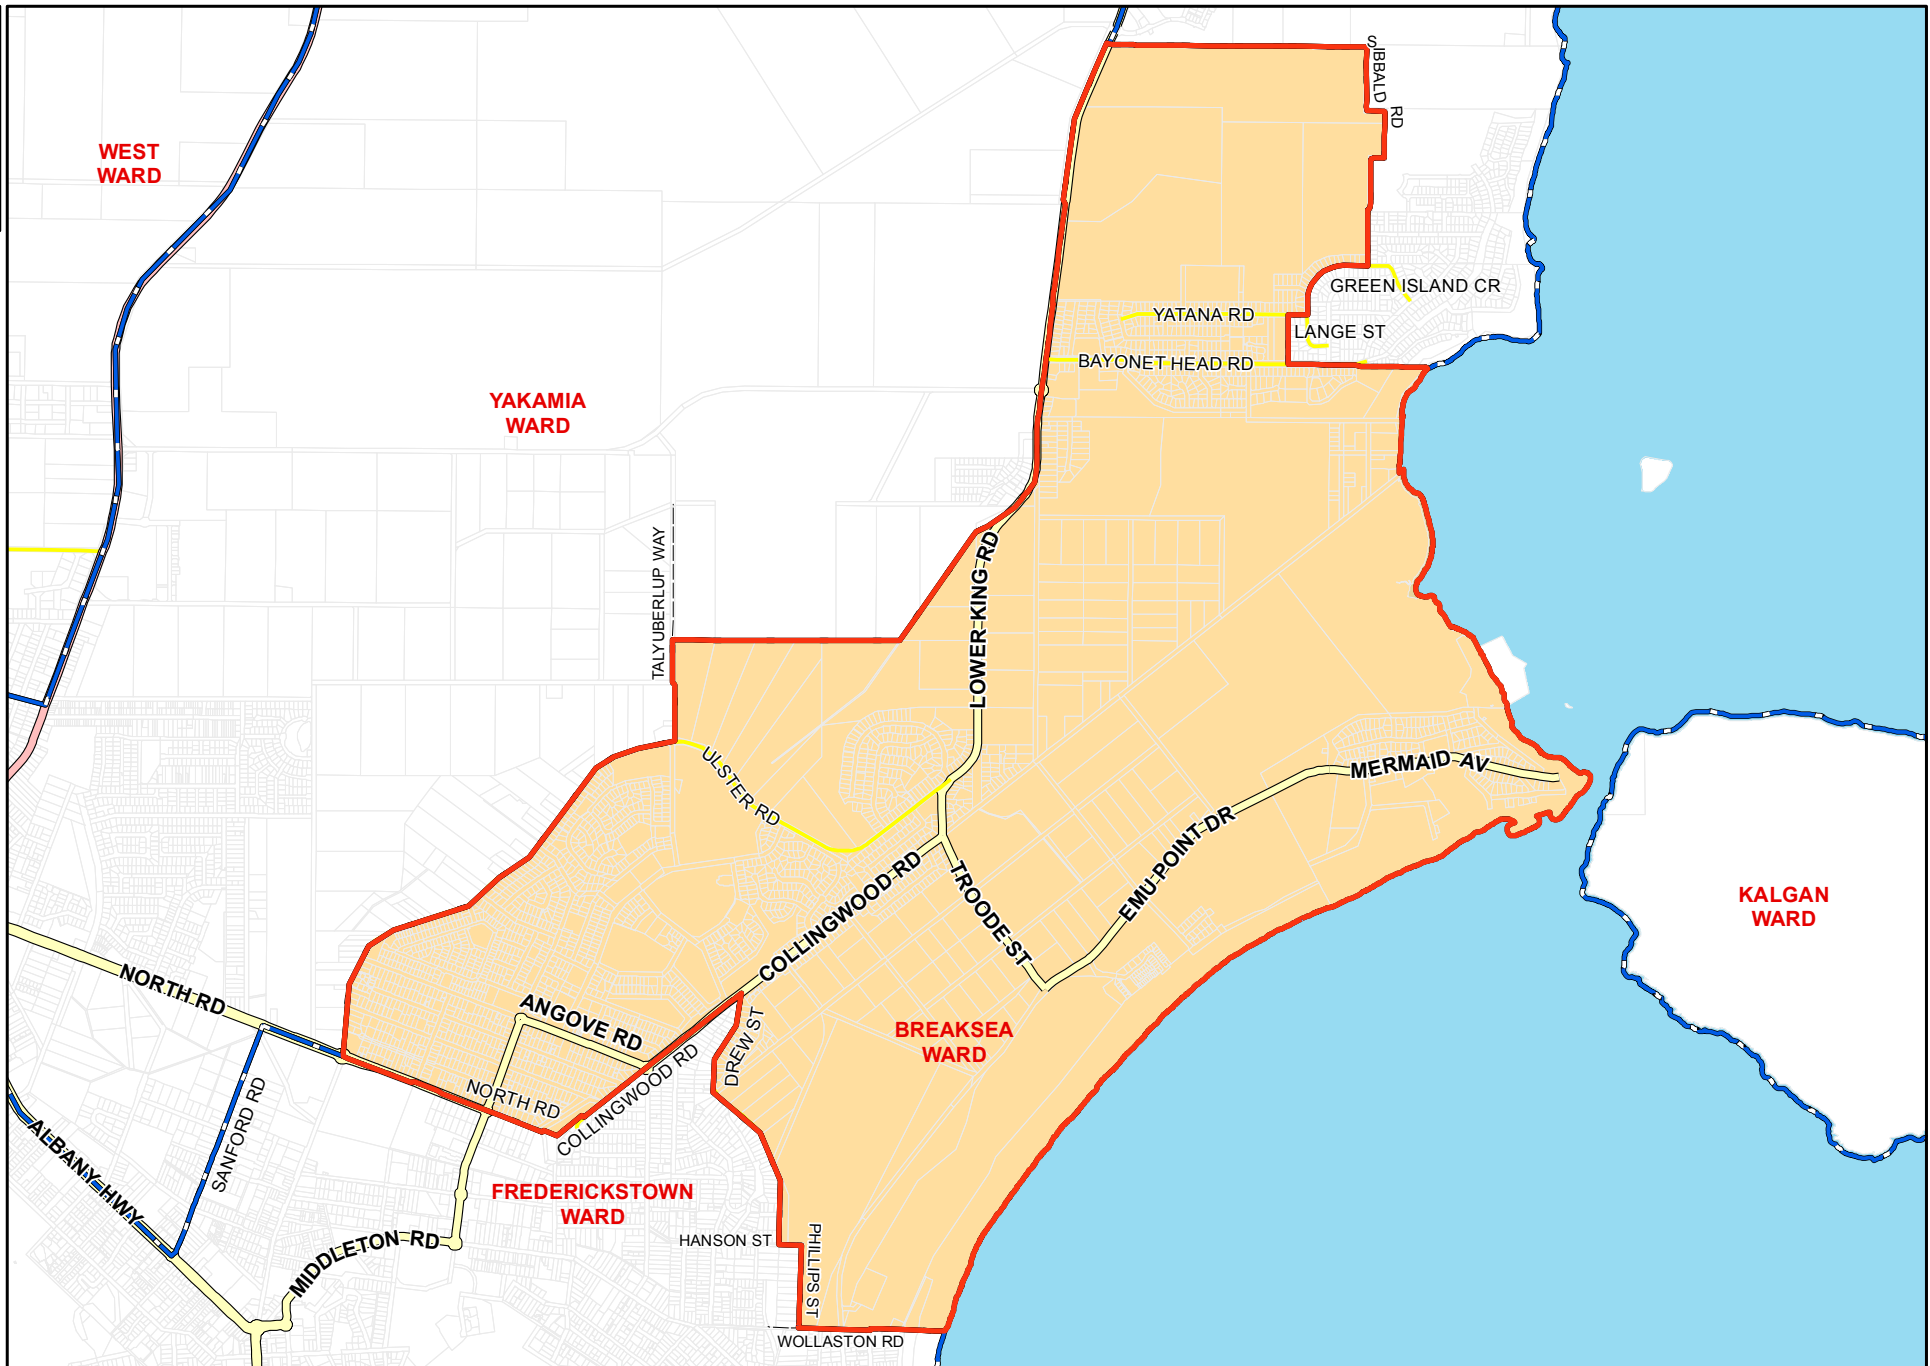 SIBBALD RD
WEST
WARD
GREEN ISLAND CR
YATANA RD
LANGE ST
BAYONET HEAD RD
YAKAMIA
WARD
LOWER KING RD
TALYUBERLUP WAY
ULSTER RD
MERMAID AV
EMU POINT DR
COLLINGWOOD RD
TROODE ST
KALGAN
WARD
NORTH RD
ANGOVE RD
BREAKSEA
WARD
DREW ST
NORTH RD
COLLINGWOOD RD
SANFORD RD
ALBANY HWY
FREDERICKSTOWN
WARD
HANSON ST
PHILLIPS ST
MIDDLETON RD
WOLLASTON RD